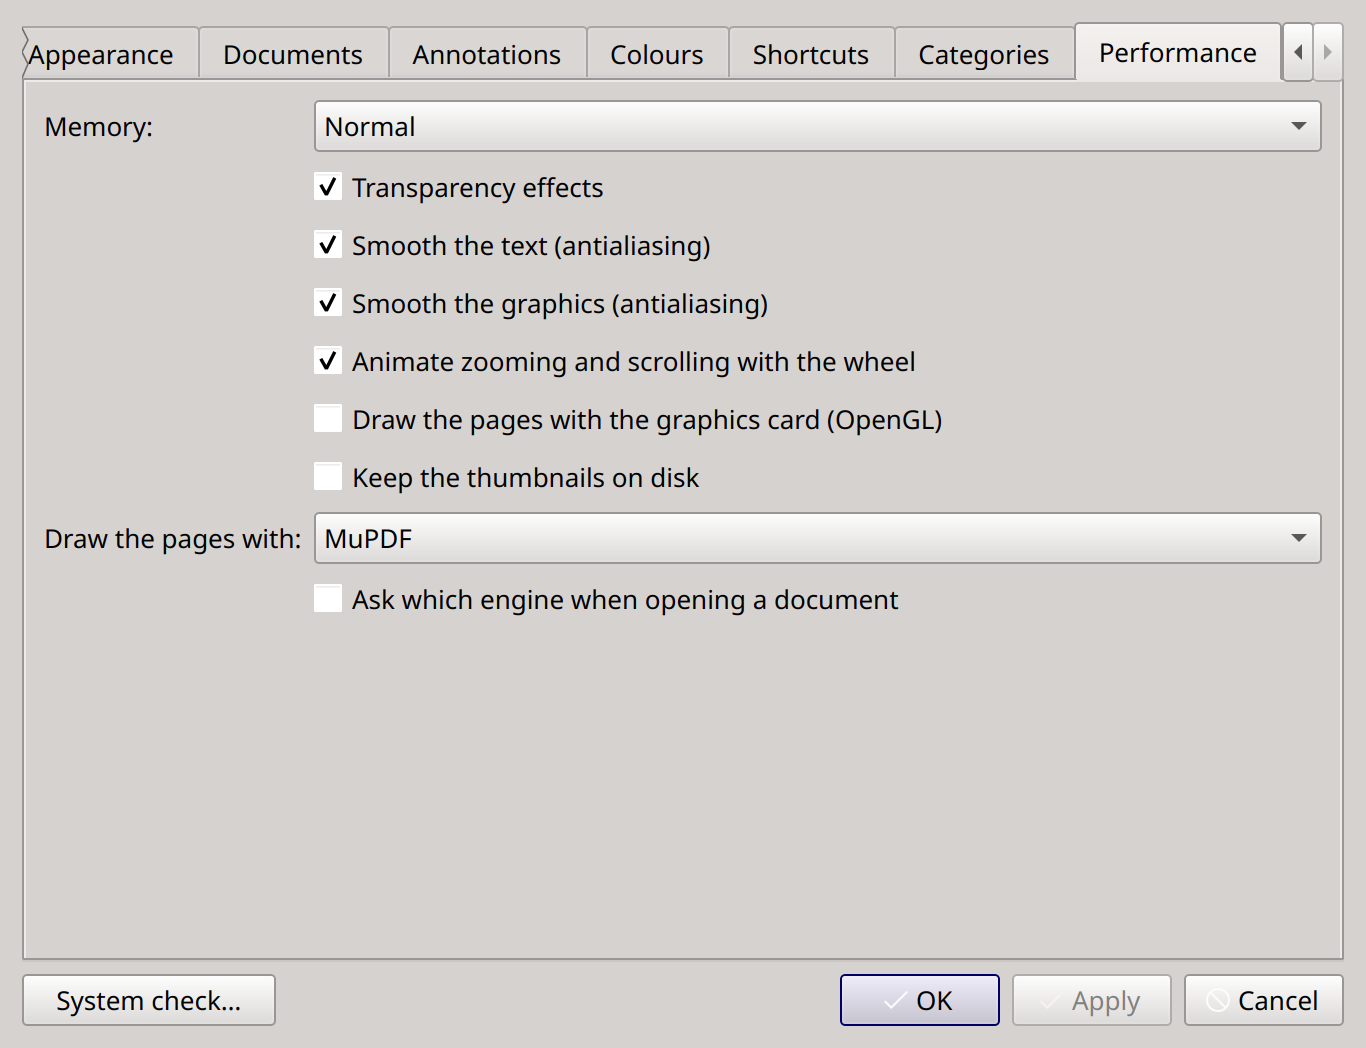 Appearance
Documents
Annotations
Colours
Shortcuts
Categories
Performance
Memory:
Normal
Transparency effects
Smooth the text (antialiasing)
Smooth the graphics (antialiasing)
Animate zooming and scrolling with the wheel
Draw the pages with the graphics card (OpenGL)
Keep the thumbnails on disk
Draw the pages with:
MuPDF
Ask which engine when opening a document
System check...
OK
Apply
Cancel